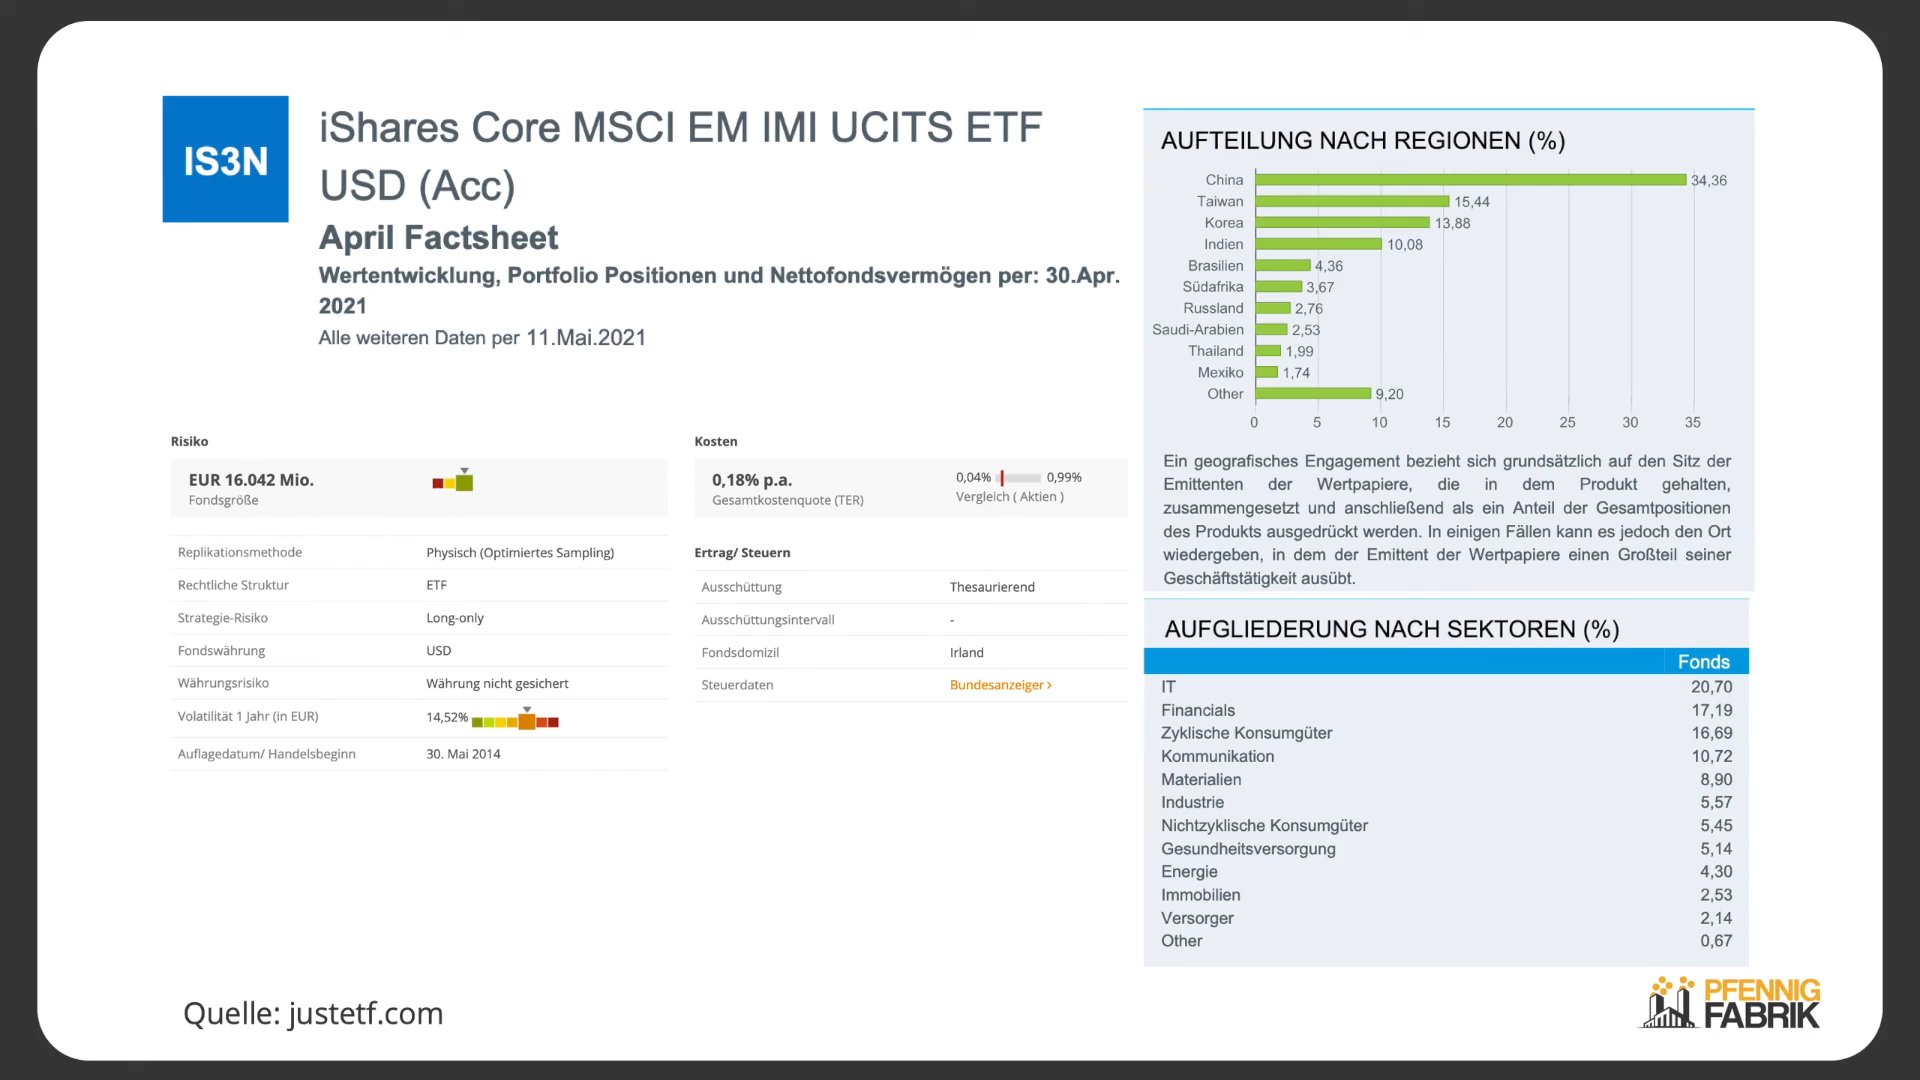 IS3N
iShares Core MSCI EM IMI UCITS ETF
USD (Acc)
April Factsheet
Wertentwicklung, Portfolio Positionen und Nettofondsvermögen per: 30.Apr.
2021
Alle weiteren Daten per 11.Mai.2021
Risiko
EUR 16.042 Mio.
Fondsgröße
Replikationsmethode Physisch (Optimiertes Sampling)
Rechtliche Struktur ETF
Strategie-Risiko Long-only
Fondswährung USD
Währungsrisiko Währung nicht gesichert
Volatilität 1 Jahr (in EUR) 14,52%
Auflagedatum/ Handelsbeginn 30. Mai 2014
Kosten
0,18% p.a. 0,04% 0,99%
Gesamtkostenquote (TER) Vergleich ( Aktien )
Ertrag/ Steuern
Ausschüttung Thesaurierend
Ausschüttungsintervall -
Fondsdomizil Irland
Steuerdaten Bundesanzeiger ›
AUFTEILUNG NACH REGIONEN (%)
China 34,36
Taiwan 15,44
Korea 13,88
Indien 10,08
Brasilien 4,36
Südafrika 3,67
Russland 2,76
Saudi-Arabien 2,53
Thailand 1,99
Mexiko 1,74
Other 9,20
0 5 10 15 20 25 30 35
Ein geografisches Engagement bezieht sich grundsätzlich auf den Sitz der
Emittenten der Wertpapiere, die in dem Produkt gehalten,
zusammengesetzt und anschließend als ein Anteil der Gesamtpositionen
des Produkts ausgedrückt werden. In einigen Fällen kann es jedoch den Ort
wiedergeben, in dem der Emittent der Wertpapiere einen Großteil seiner
Geschäftstätigkeit ausübt.
AUFGLIEDERUNG NACH SEKTOREN (%)
Fonds
IT 20,70
Financials 17,19
Zyklische Konsumgüter 16,69
Kommunikation 10,72
Materialien 8,90
Industrie 5,57
Nichtzyklische Konsumgüter 5,45
Gesundheitsversorgung 5,14
Energie 4,30
Immobilien 2,53
Versorger 2,14
Other 0,67
Quelle: justetf.com
PFENNIG
FABRIK